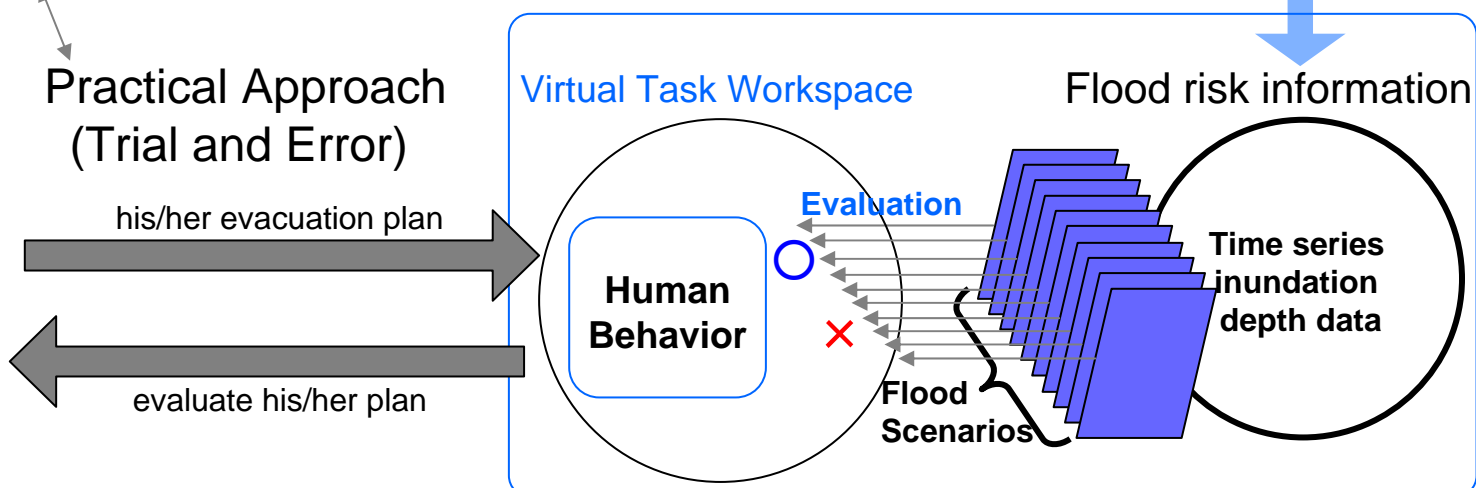 Practical Approach
(Trial and Error)
his/her evacuation plan
evaluate his/her plan
Virtual Task Workspace
Flood risk information
Evaluation
Human
Behavior
Flood
Scenarios
Time series
inundation
depth data